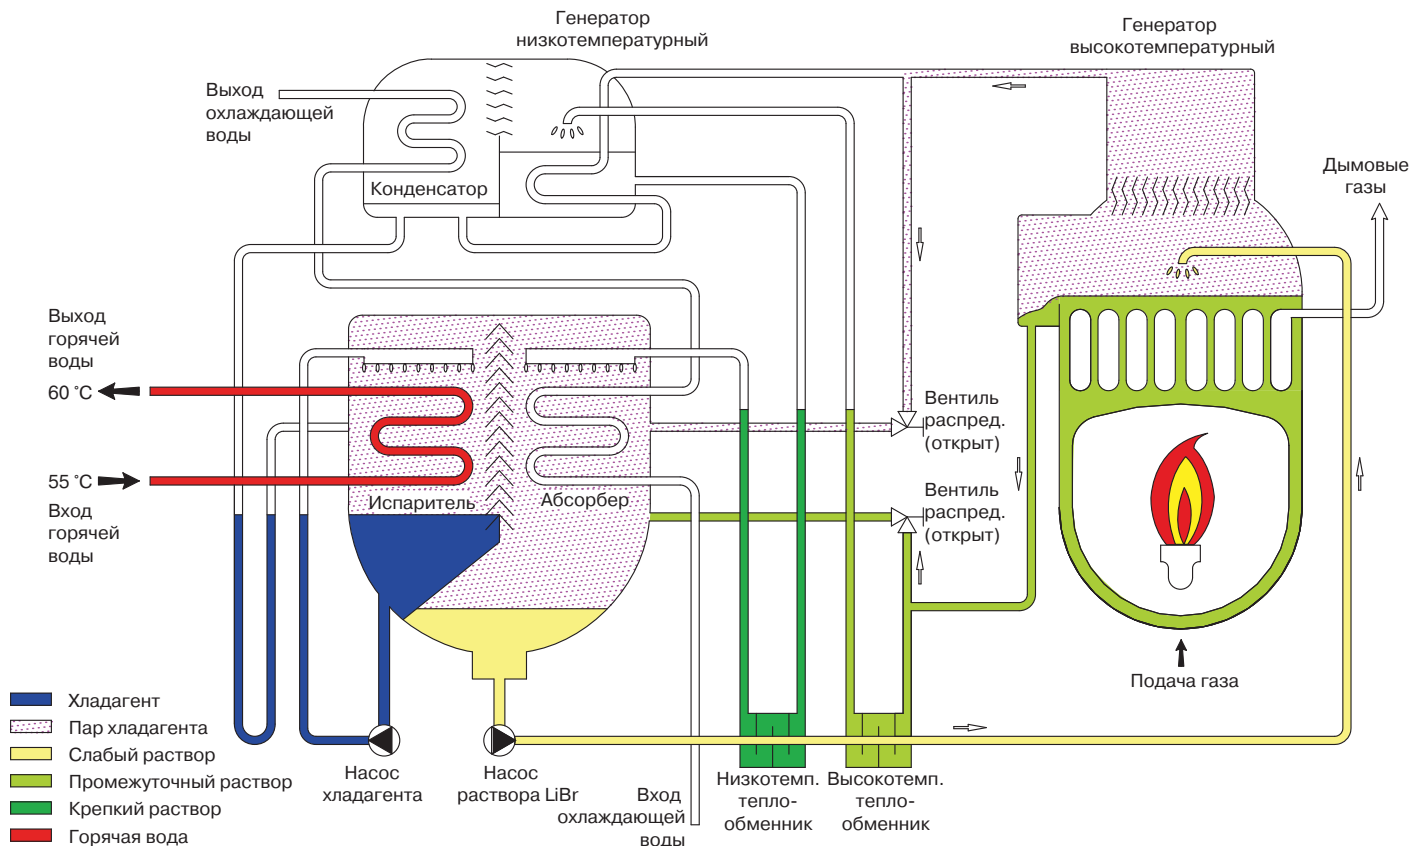 Генератор
низкотемпературный
Генератор
высокотемпературный
Выход
охлаждающей
воды
Конденсатор
Дымовые
газы
Выход
горячей
воды
60 °C
55 °C
Вход
горячей
воды
Испаритель
Абсорбер
Вентиль
распред.
(открыт)
Вентиль
распред.
(открыт)
Подача газа
Хладагент
Пар хладагента
Слабый раствор
Промежуточный раствор
Крепкий раствор
Горячая вода
Насос
хладагента
Насос
раствора LiBr
Вход
охлаждающей
воды
Низкотемп.
тепло-
обменник
Высокотемп.
тепло-
обменник